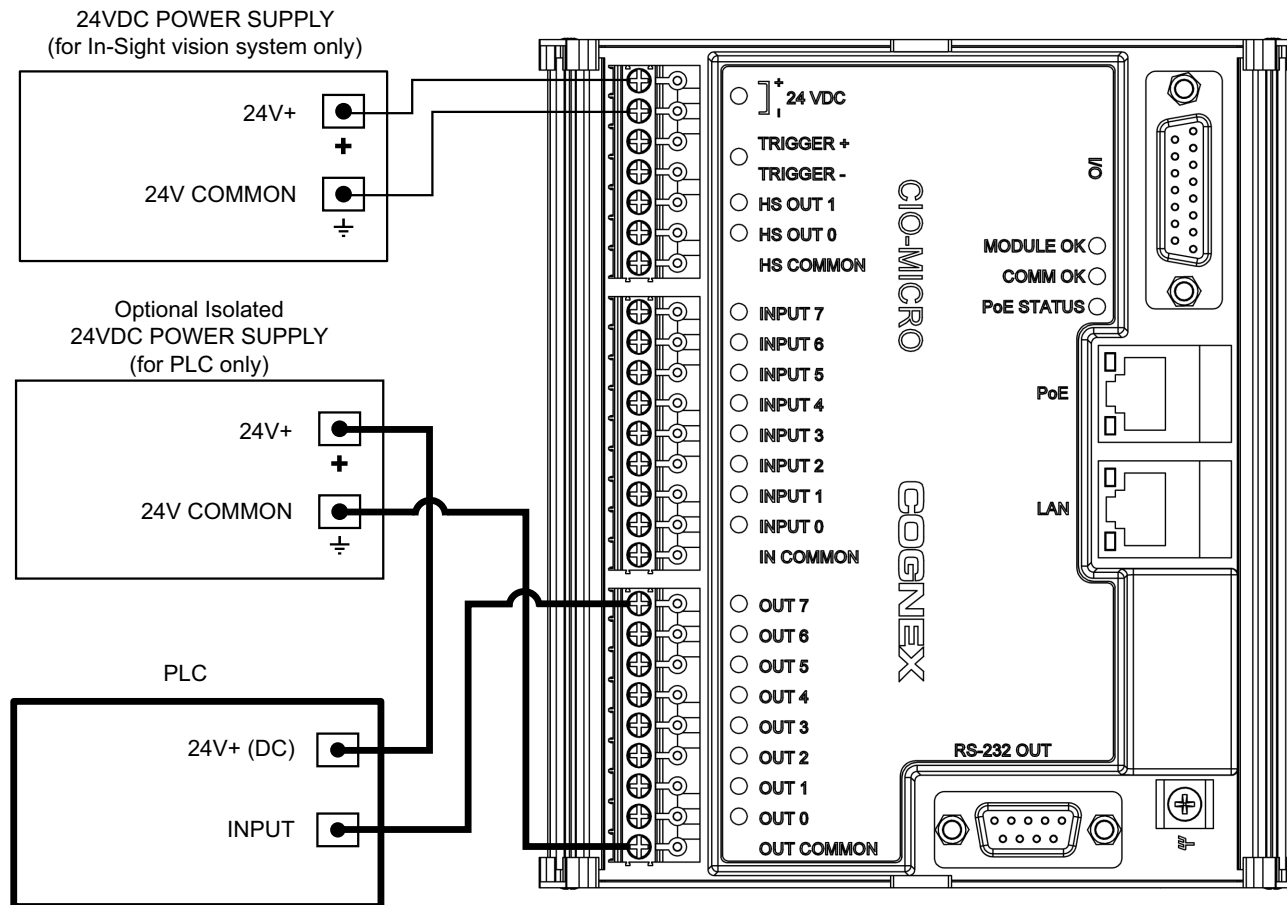 24VDC POWER SUPPLY
(for In-Sight vision system only)
24V+
+
24V COMMON
Optional Isolated
24VDC POWER SUPPLY
(for PLC only)
24V+
+
24V COMMON
PLC
24V+ (DC)
INPUT
+
24 VDC
-
TRIGGER +
TRIGGER -
HS OUT 1
HS OUT 0
HS COMMON
INPUT 7
INPUT 6
INPUT 5
INPUT 4
INPUT 3
INPUT 2
INPUT 1
INPUT 0
IN COMMON
OUT 7
OUT 6
OUT 5
OUT 4
OUT 3
OUT 2
OUT 1
OUT 0
OUT COMMON
CIO-MICRO
COGNEX
I/O
MODULE OK
COMM OK
PoE STATUS
PoE
LAN
RS-232 OUT